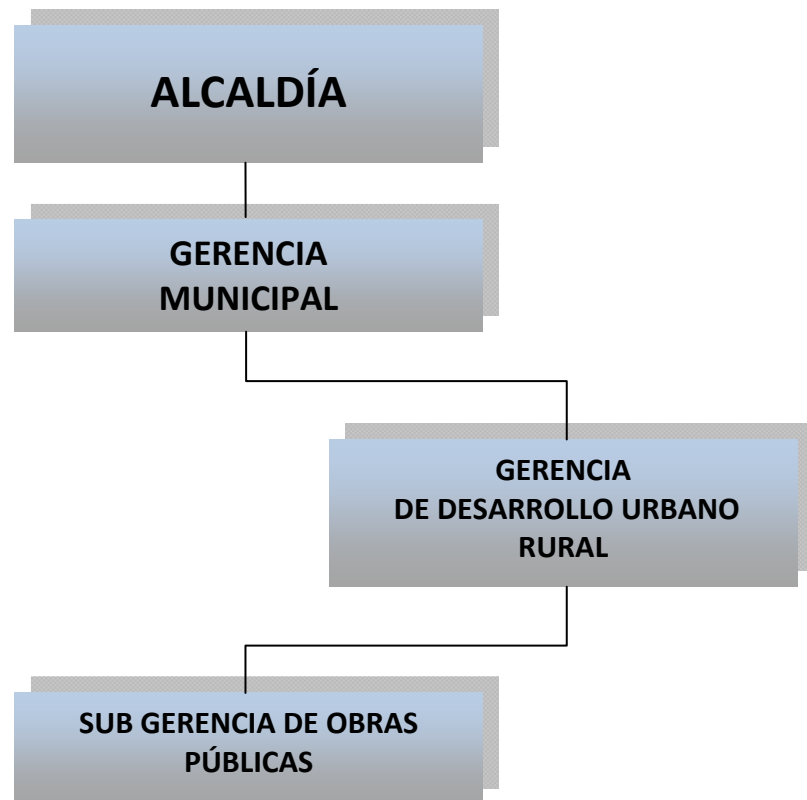 ALCALDÍA
GERENCIA
MUNICIPAL
GERENCIA
DE DESARROLLO URBANO
RURAL
SUB GERENCIA DE OBRAS
PÚBLICAS